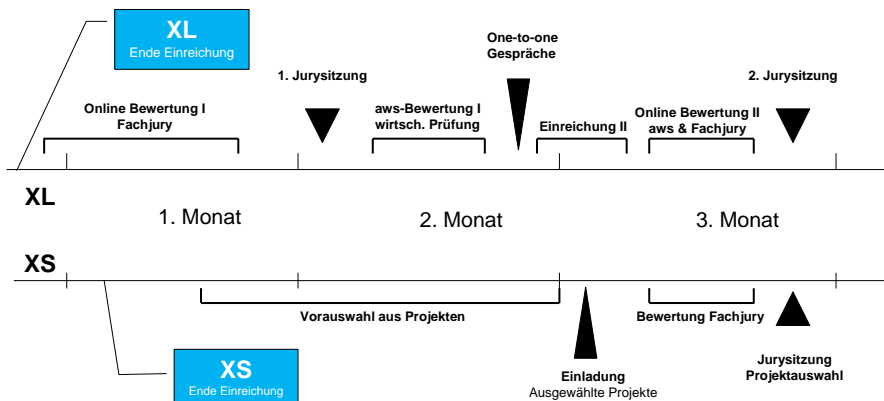 XL
Ende Einreichung
One-to-one
Gespräche
1. Jurysitzung
2. Jurysitzung
Online Bewertung I
Fachjury
aws-Bewertung I
wirtsch. Prüfung
Einreichung II
Online Bewertung II
aws & Fachjury
XL
1. Monat
2. Monat
3. Monat
XS
Vorauswahl aus Projekten
Bewertung Fachjury
XS
Ende Einreichung
Einladung
Ausgewählte Projekte
Jurysitzung
Projektauswahl